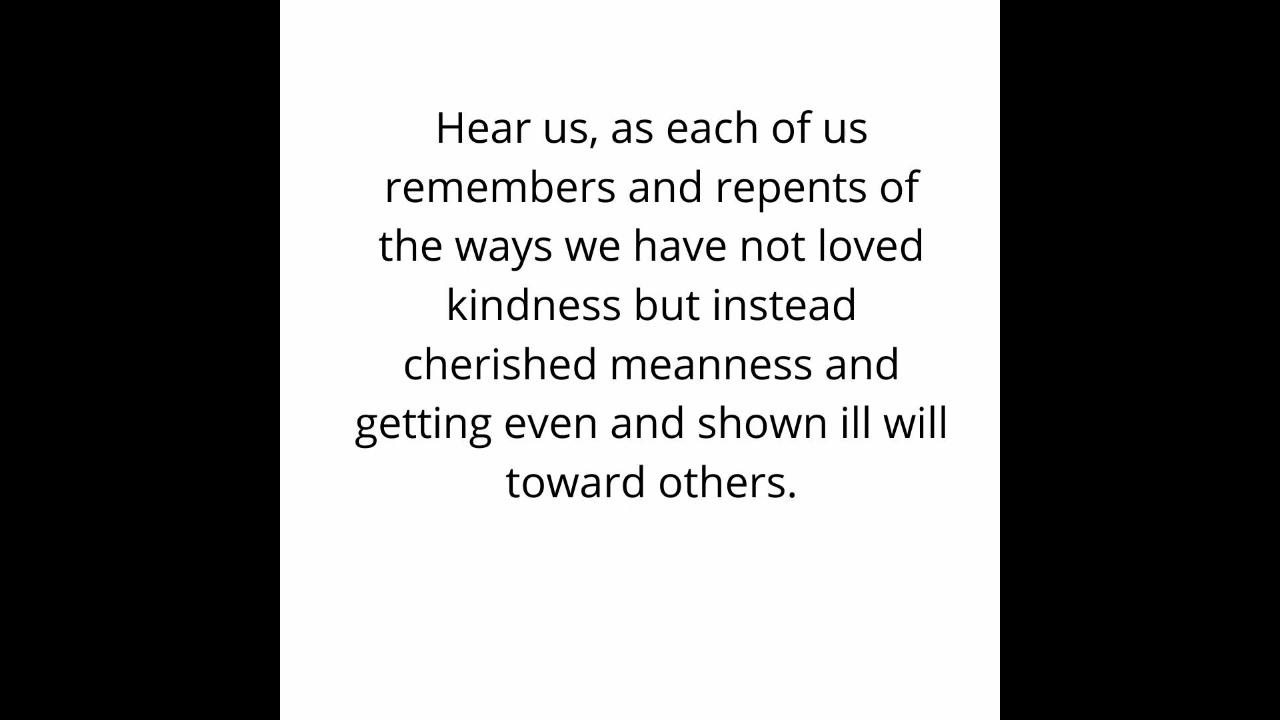 Hear us, as each of us
remembers and repents of
the ways we have not loved
kindness but instead
cherished meanness and
getting even and shown ill will
toward others.